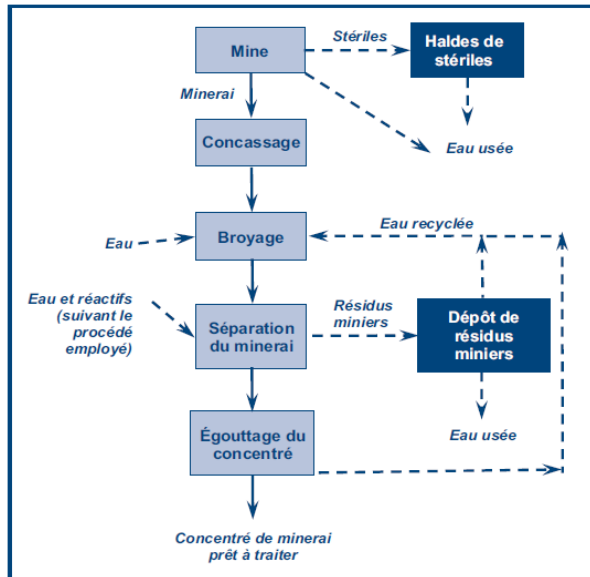 Stériles
Haldes de
stériles
Mine
Minerai
Eau usée
Concassage
Eau recyclée
Eau
Broyage
Eau et réactifs
(suivant le
procédé
employé)
Résidus
miniers
Séparation
du minerai
Dépôt de
résidus
miniers
Eau usée
Égouttage du
concentré
Concentré de minerai
prêt à traiter